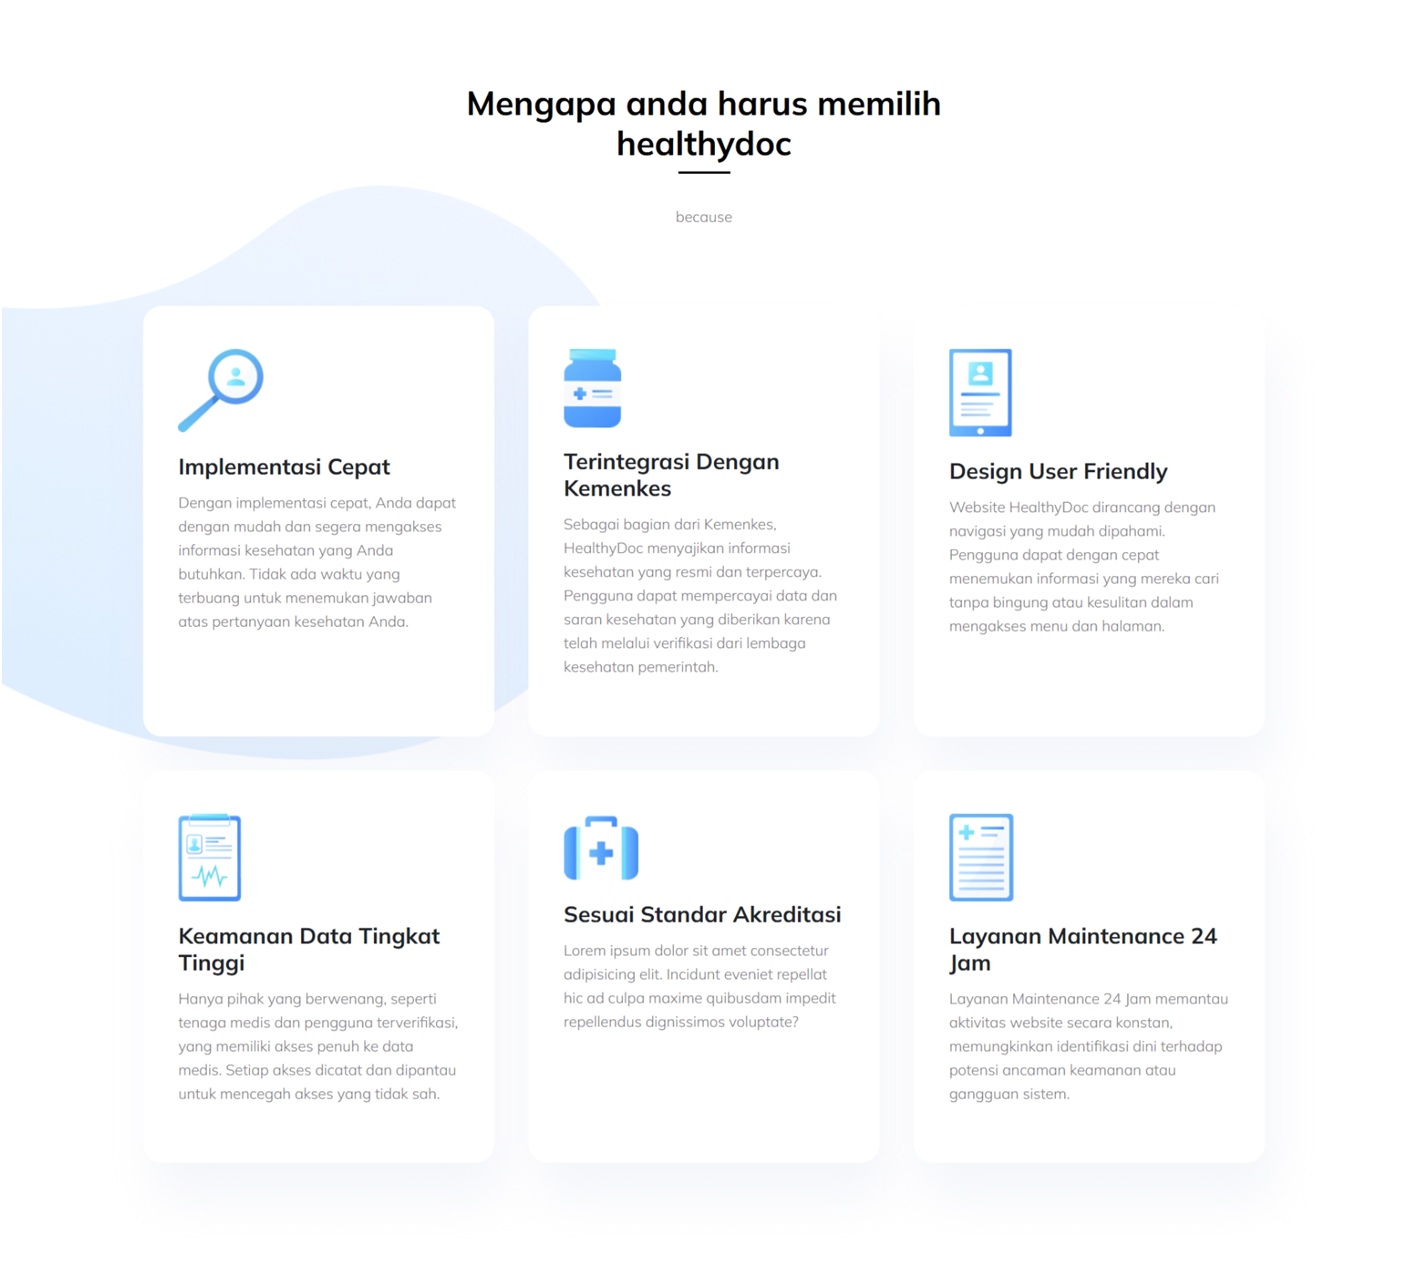 Mengapa anda harus memilih
healthydoc
because
Implementasi Cepat
Dengan implementasi cepat, Anda dapat
dengan mudah dan segera mengakses
informasi kesehatan yang Anda
butuhkan. Tidak ada waktu yang
terbuang untuk menemukan jawaban
atas pertanyaan kesehatan Anda.
Terintegrasi Dengan
Kemenkes
Sebagai bagian dari Kemenkes,
HealthyDoc menyajikan informasi
kesehatan yang resmi dan terpercaya.
Pengguna dapat mempercayai data dan
saran kesehatan yang diberikan karena
telah melalui verifikasi dari lembaga
kesehatan pemerintah.
Design User Friendly
Website HealthyDoc dirancang dengan
navigasi yang mudah dipahami.
Pengguna dapat dengan cepat
menemukan informasi yang mereka cari
tanpa bingung atau kesulitan dalam
mengakses menu dan halaman.
Keamanan Data Tingkat
Tinggi
Hanya pihak yang berwenang, seperti
tenaga medis dan pengguna terverifikasi,
yang memiliki akses penuh ke data
medis. Setiap akses dicatat dan dipantau
untuk mencegah akses yang tidak sah.
Sesuai Standar Akreditasi
Lorem ipsum dolor sit amet consectetur
adipisicing elit. Incidunt eveniet repellat
hic ad culpa maxime quibusdam impedit
repellendus dignissimos voluptate?
Layanan Maintenance 24
Jam
Layanan Maintenance 24 Jam memantau
aktivitas website secara konstan,
memungkinkan identifikasi dini terhadap
potensi ancaman keamanan atau
gangguan sistem.